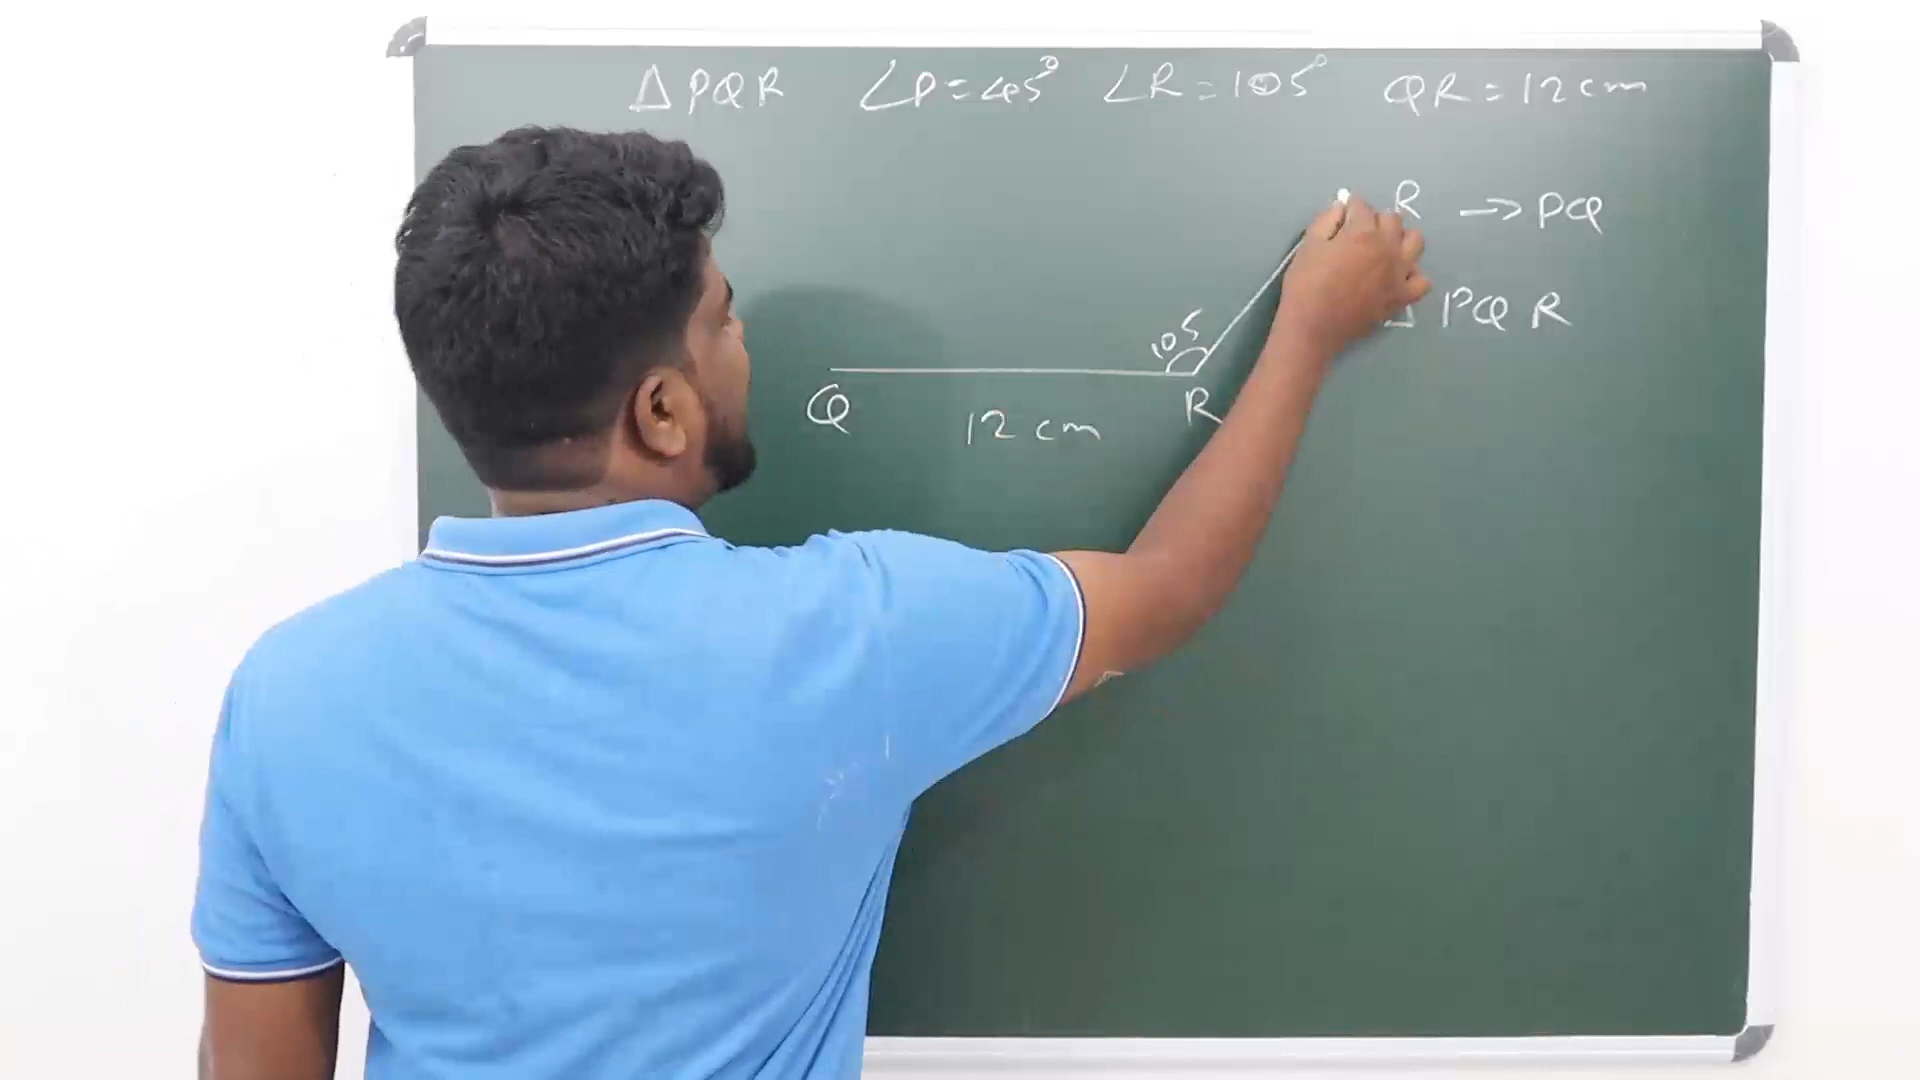 △PQR ∠P=45° ∠R=105° QR=12cm
R → PQ
△ PQR
105
Q R
12 cm